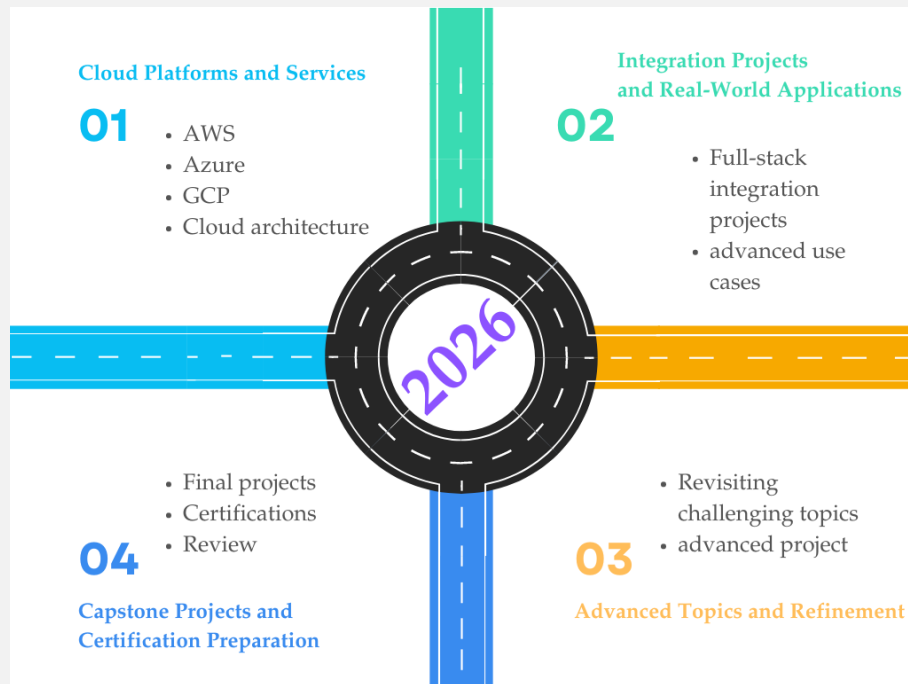 Cloud Platforms and Services
01
• AWS
• Azure
• GCP
• Cloud architecture
Integration Projects
and Real-World Applications
02
• Full-stack
integration
projects
• advanced use
cases
2026
• Revisiting
challenging topics
• advanced project
03
Advanced Topics and Refinement
• Final projects
• Certifications
• Review
04
Capstone Projects and
Certification Preparation